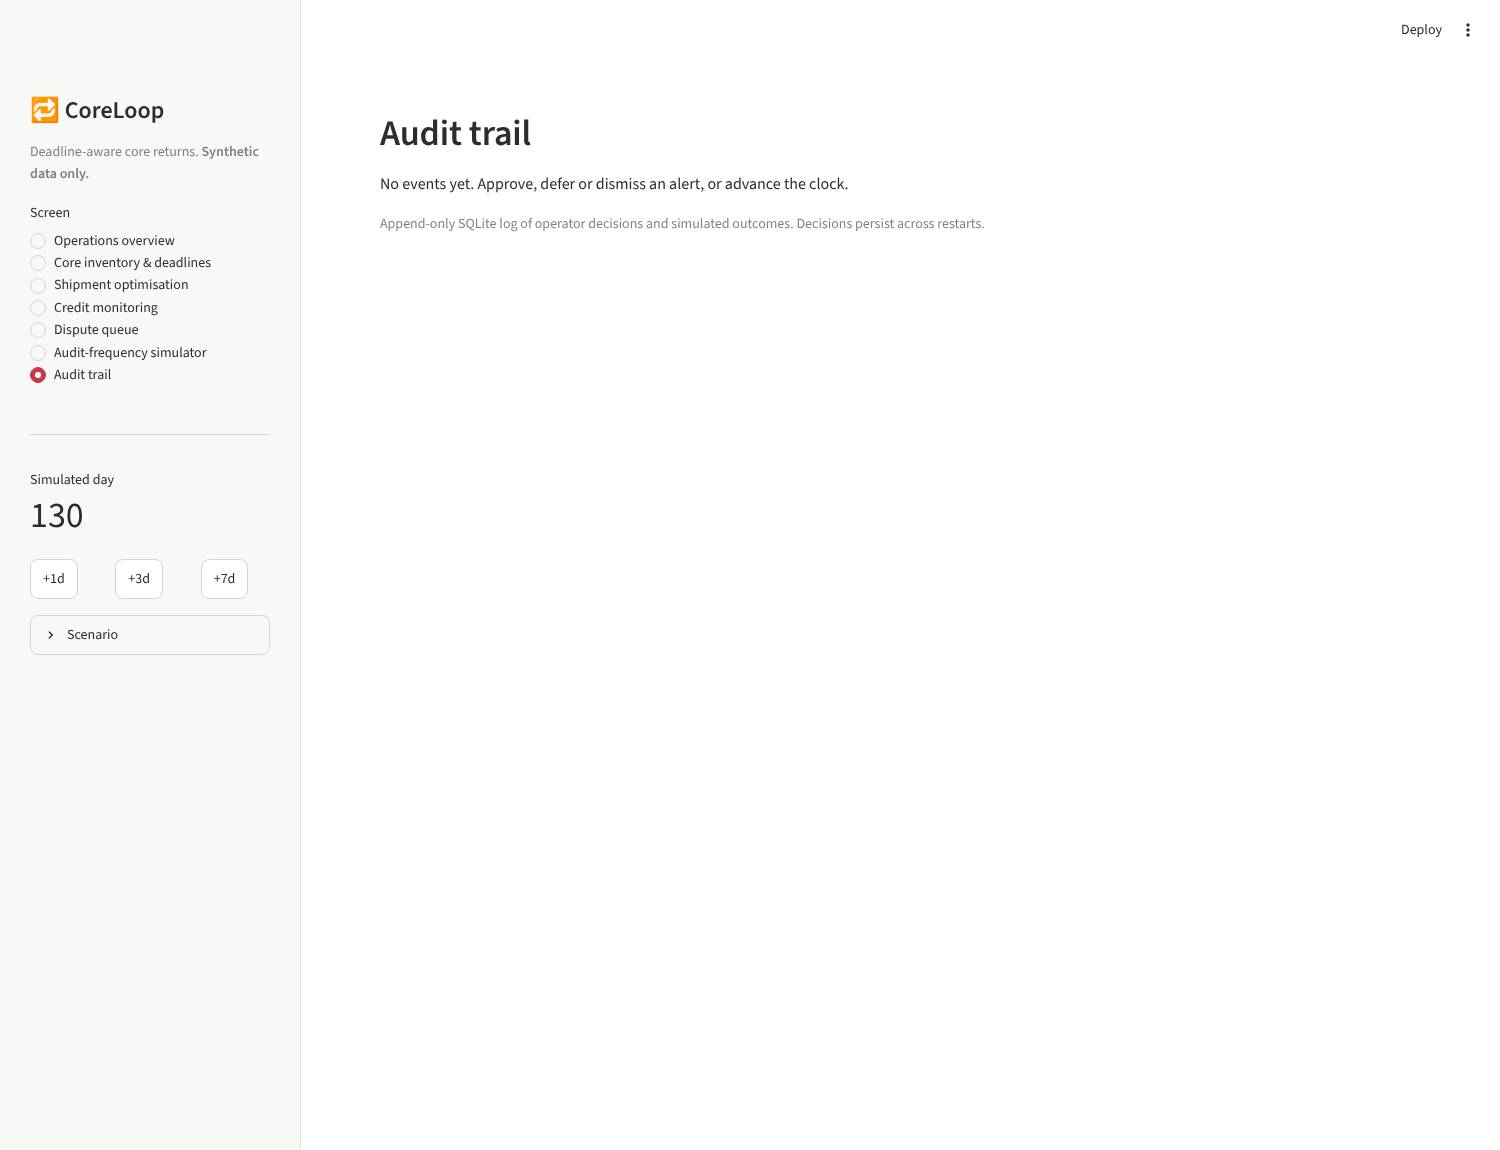 Deploy
CoreLoop
Deadline-aware core returns. Synthetic
data only.
Screen
Operations overview
Core inventory & deadlines
Shipment optimisation
Credit monitoring
Dispute queue
Audit-frequency simulator
Audit trail
Simulated day
130
+1d +3d +7d
Scenario
Audit trail
No events yet. Approve, defer or dismiss an alert, or advance the clock.
Append-only SQLite log of operator decisions and simulated outcomes. Decisions persist across restarts.